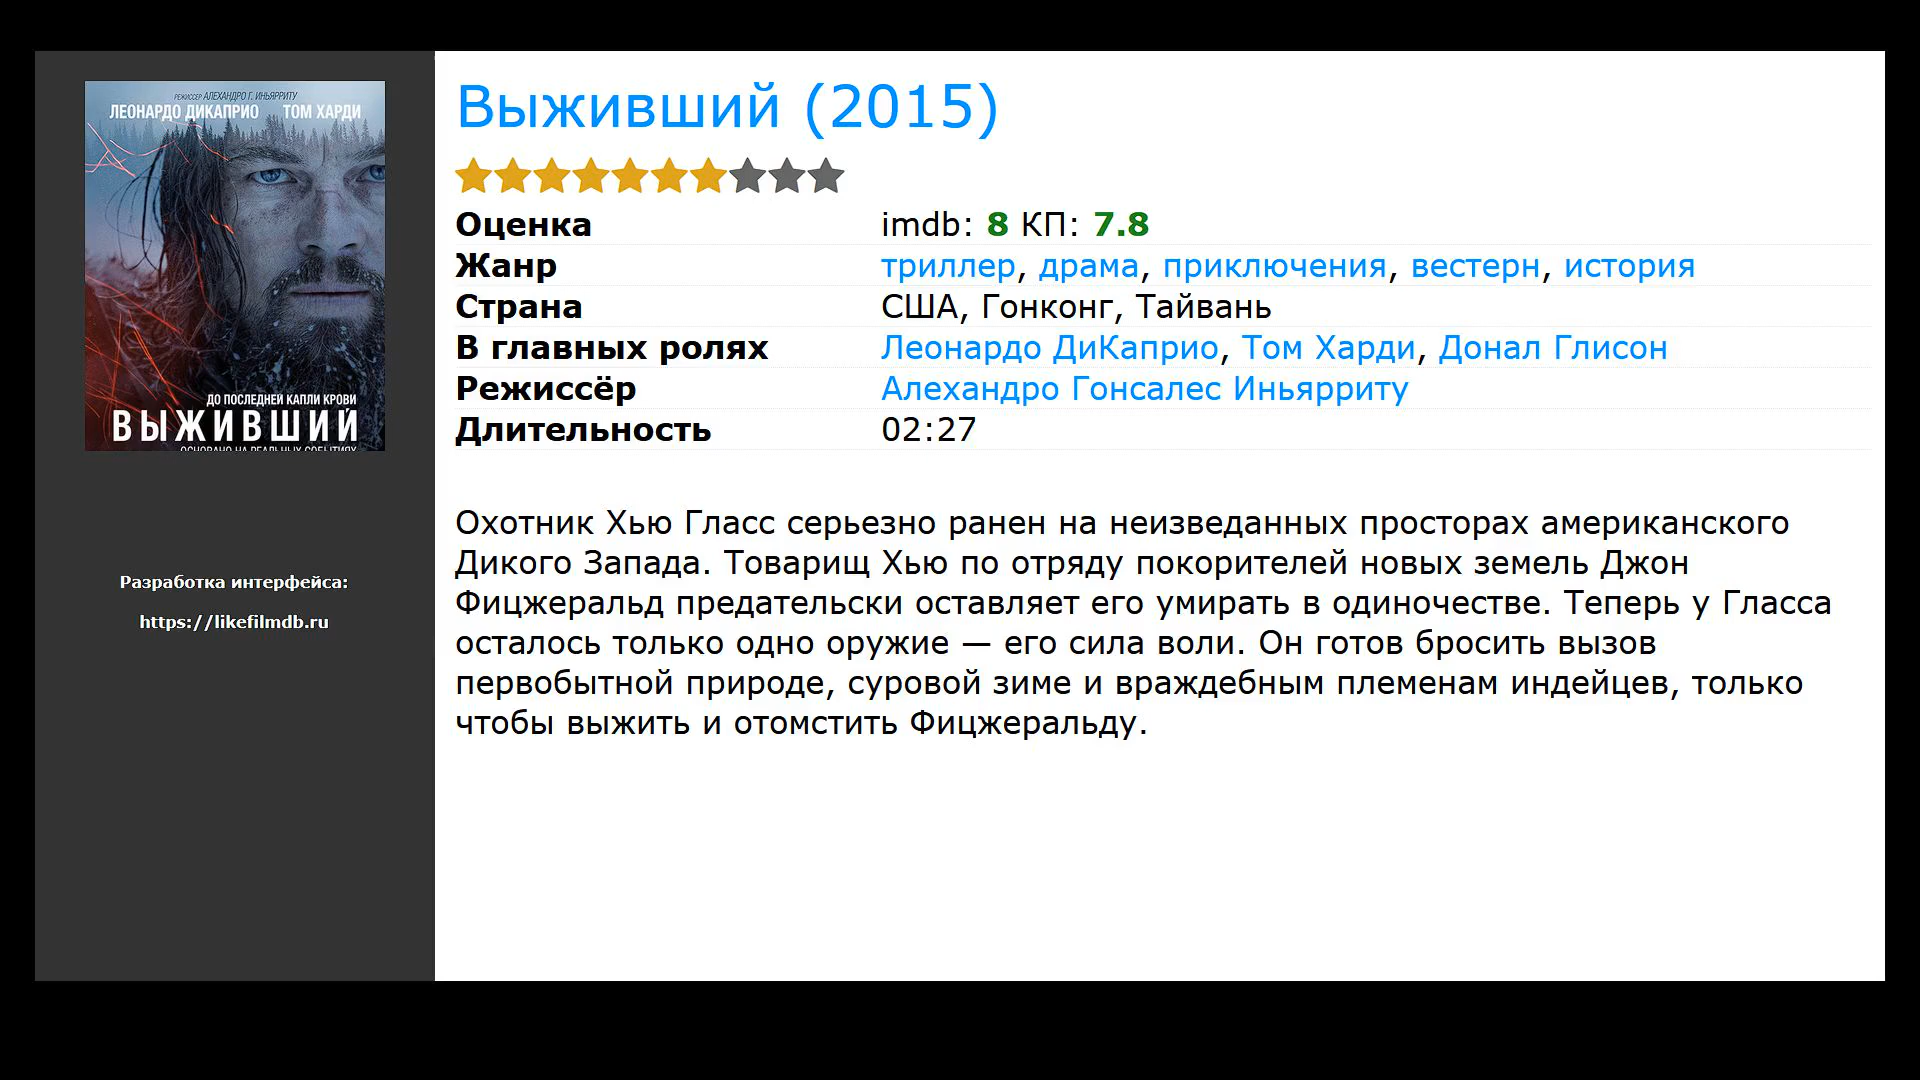 РЕЖИССЕР АЛЕХАНДРО Г. ИНЬЯРРИТУ
ЛЕОНАРДО ДИКАПРИО ТОМ ХАРДИ
ДО ПОСЛЕДНЕЙ КАПЛИ КРОВИ
ВЫЖИВШИЙ
ОСНОВАНО НА РЕАЛЬНЫХ СОБЫТИЯХ
Разработка интерфейса:
https://likefilmdb.ru
Выживший (2015)
Оценка imdb: 8 КП: 7.8
Жанр триллер, драма, приключения, вестерн, история
Страна США, Гонконг, Тайвань
В главных ролях Леонардо ДиКаприо, Том Харди, Донал Глисон
Режиссёр Алехандро Гонсалес Иньярриту
Длительность 02:27
Охотник Хью Гласс серьезно ранен на неизведанных просторах американского
Дикого Запада. Товарищ Хью по отряду покорителей новых земель Джон
Фицжеральд предательски оставляет его умирать в одиночестве. Теперь у Гласса
осталось только одно оружие — его сила воли. Он готов бросить вызов
первобытной природе, суровой зиме и враждебным племенам индейцев, только
чтобы выжить и отомстить Фицжеральду.